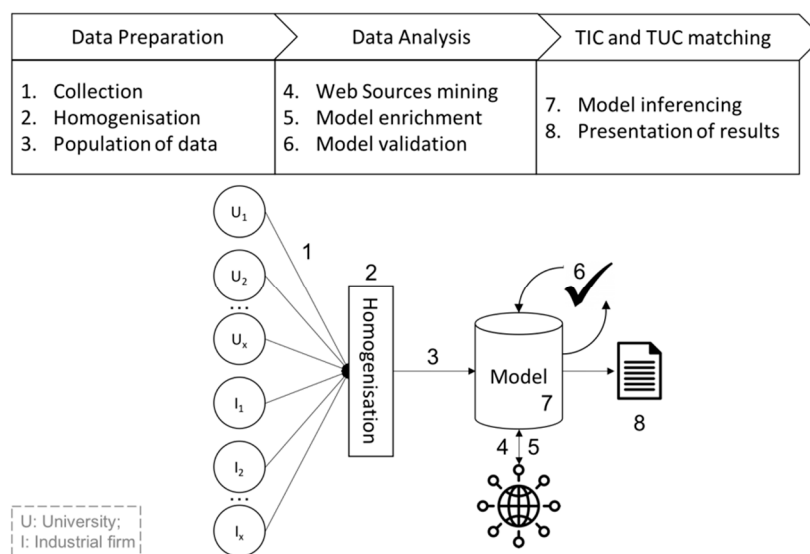 Data Preparation
Data Analysis
TIC and TUC matching
1. Collection
2. Homogenisation
3. Population of data
4. Web Sources mining
5. Model enrichment
6. Model validation
7. Model inferencing
8. Presentation of results
U1
1
U2
...
Ux
I1
I2
...
Ix
2
Homogenisation
3
6
Model
7
8
4 5
U: University;
I: Industrial firm